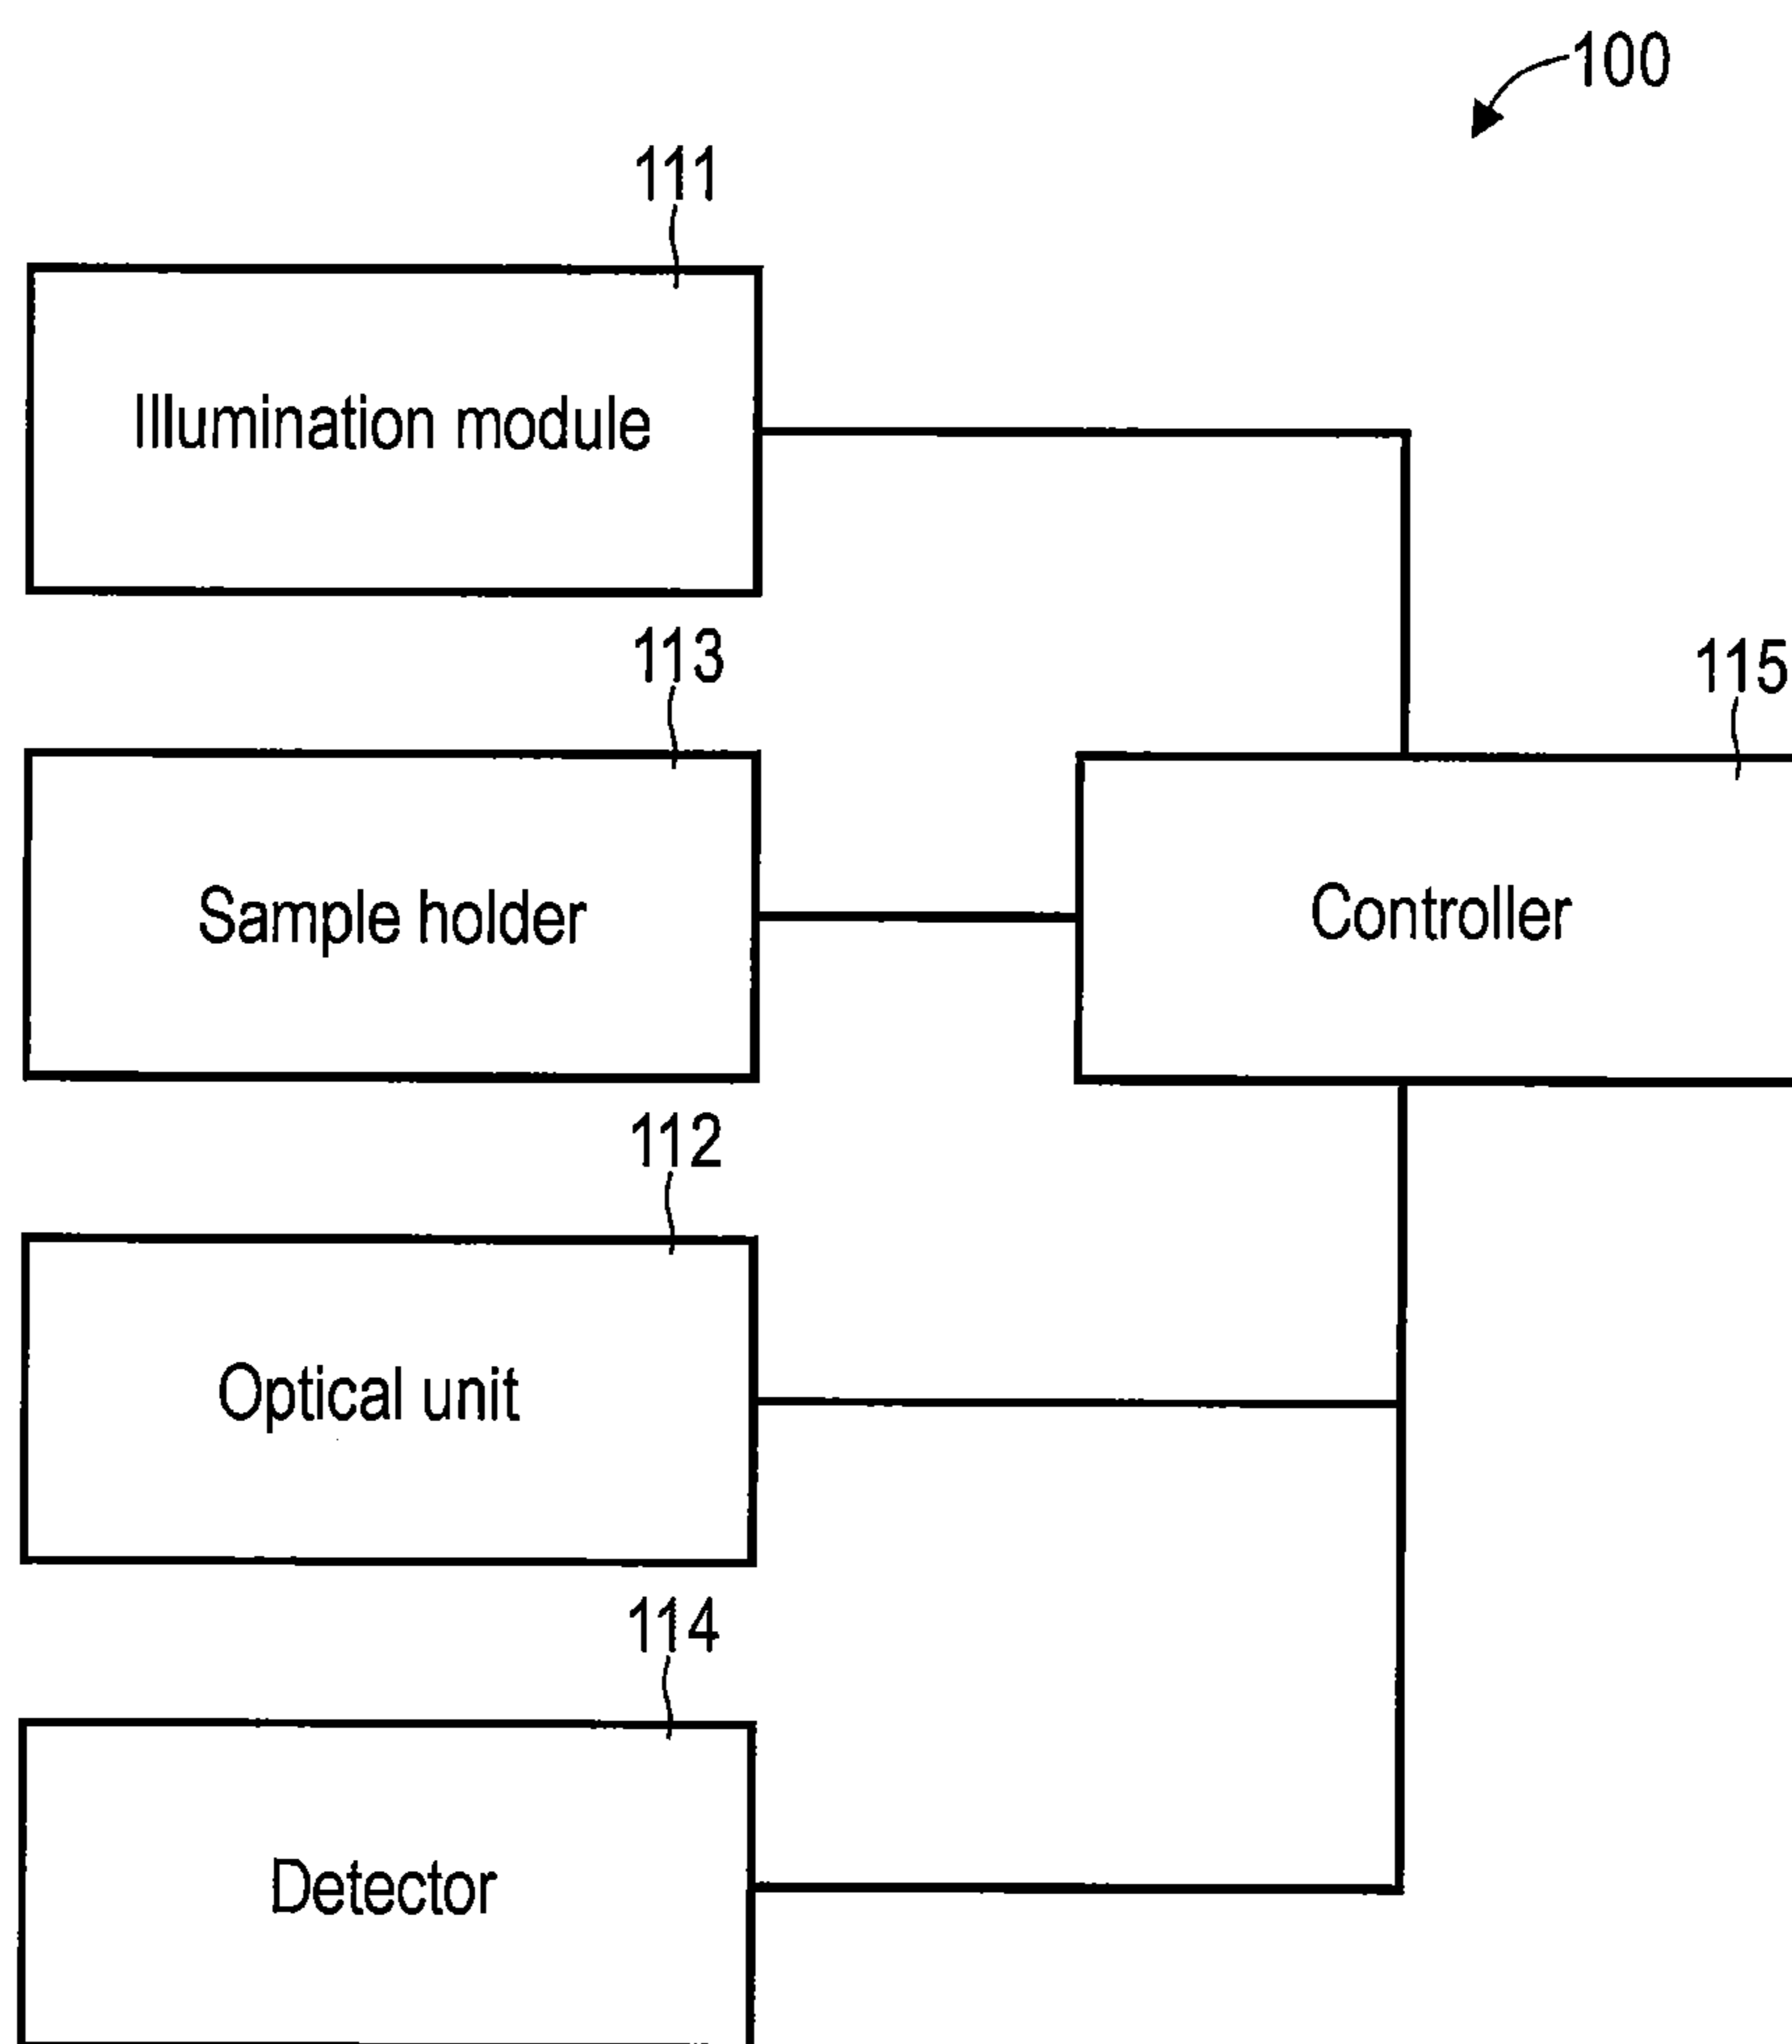 100
111
Illumination module
113
115
Sample holder
Controller
112
Optical unit
114
Detector